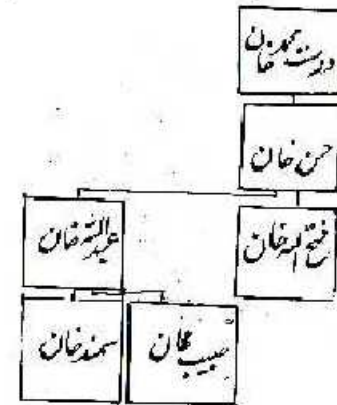 دوست محمد خان
حسن خان
فتح اللہ خان
عبداللہ خان
حبیب خان
سمند خان